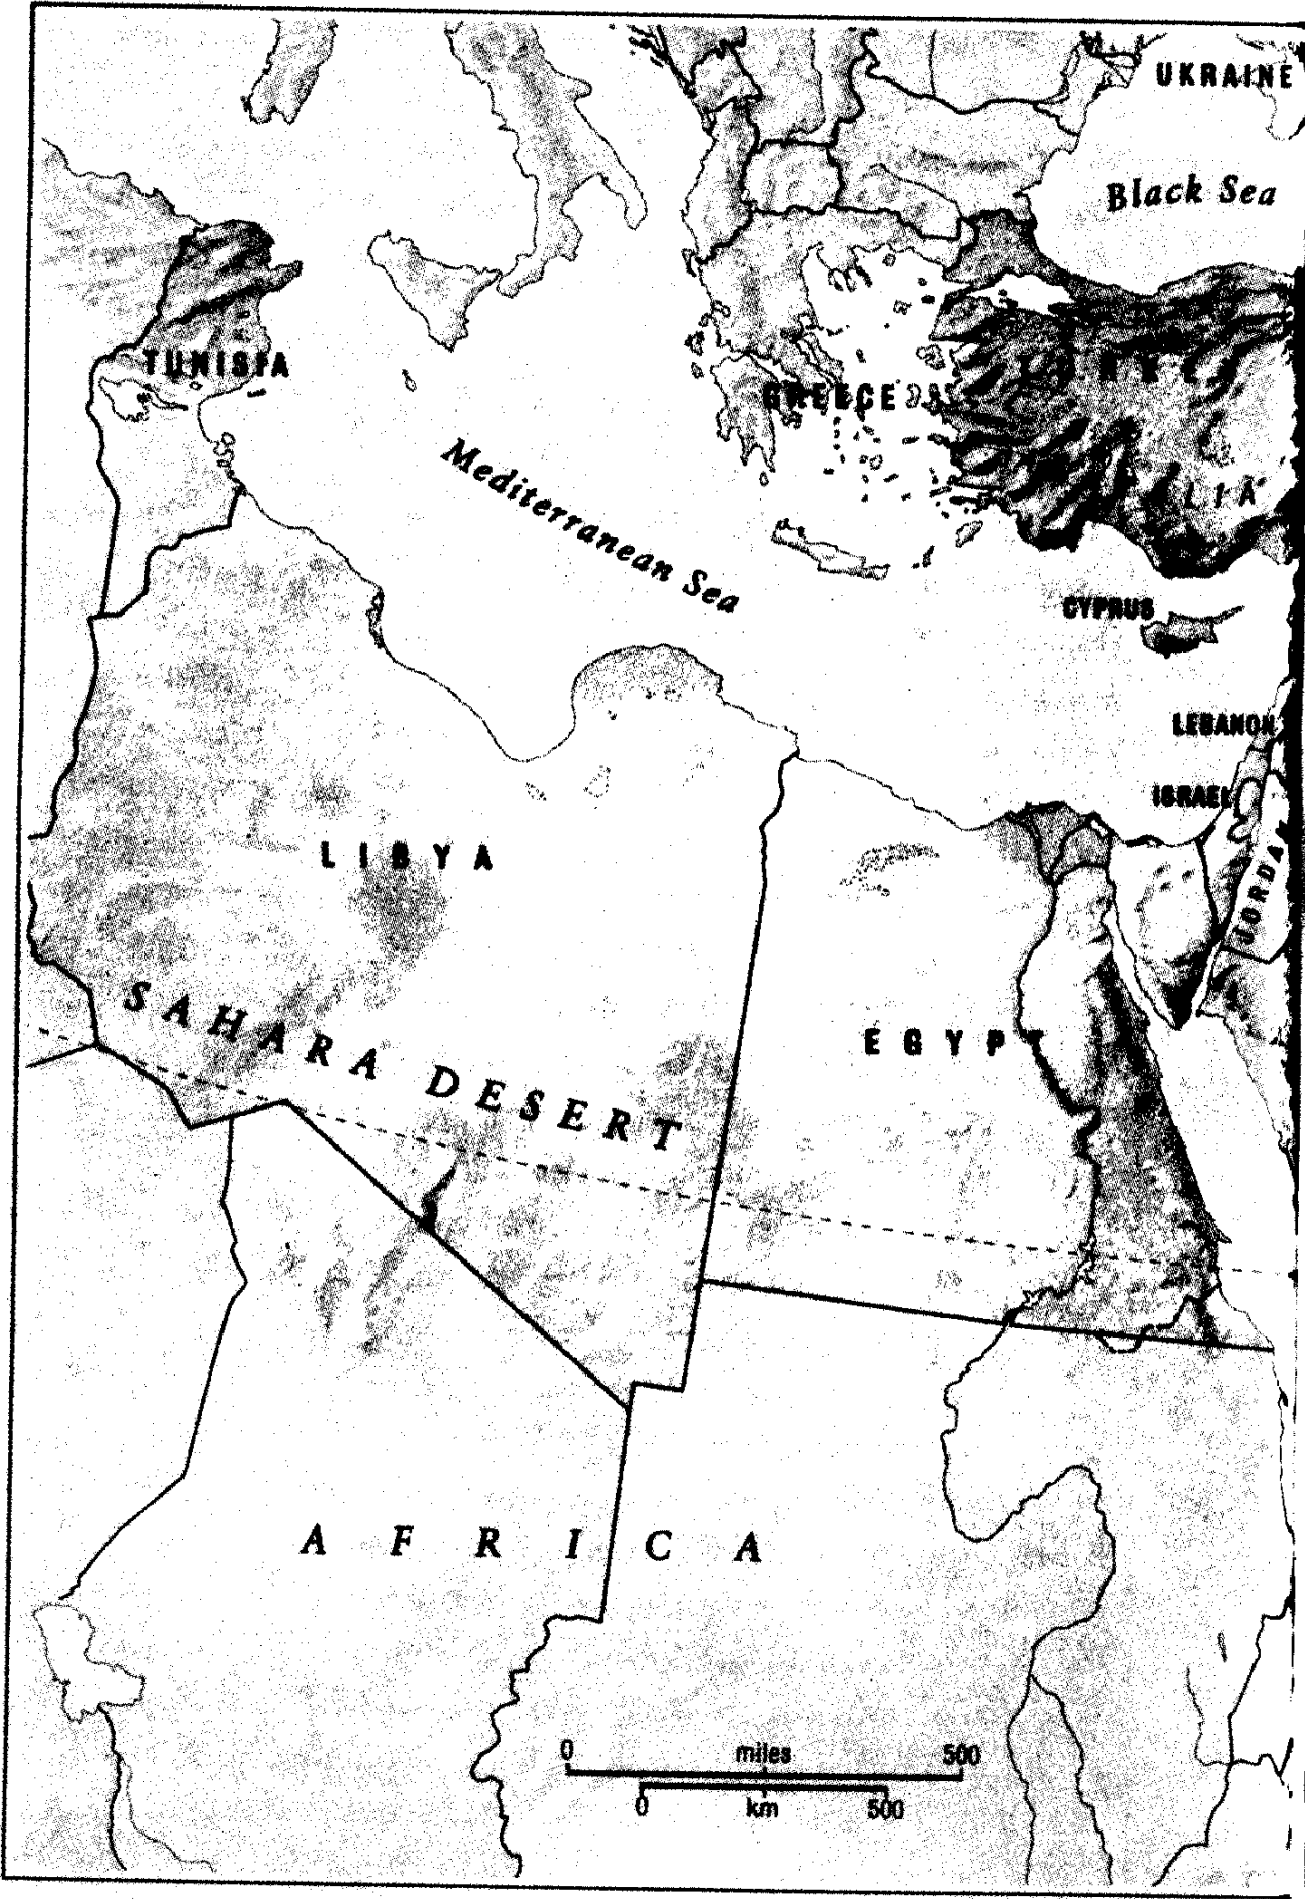 UKRAINE
Black Sea
TUNISIA
GREECE
Mediterranean Sea
CYPRUS
LEBANON
ISRAEL
JORDAN
LIBYA
SAHARA DESERT
EGYPT
AFRICA
0 miles 500
0 km 500